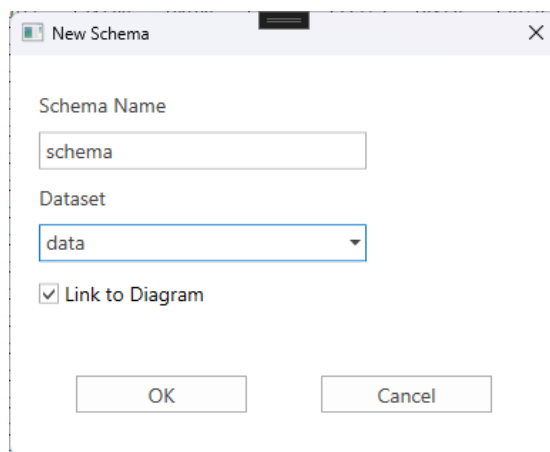 New Schema
Schema Name
schema
Dataset
data
Link to Diagram
OK Cancel